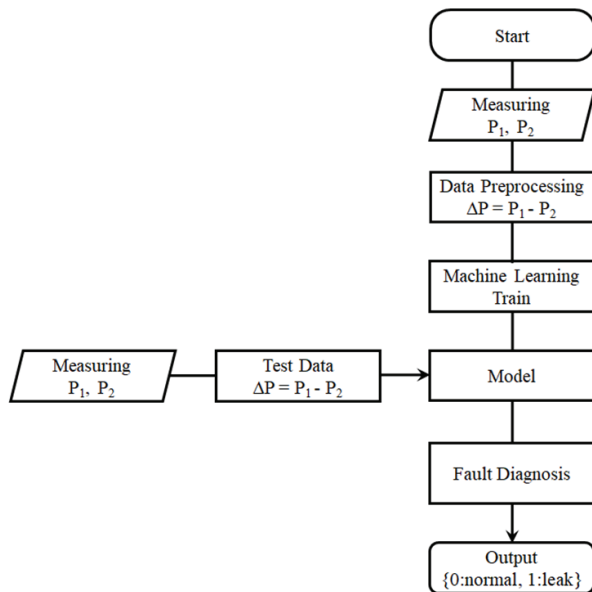 Start
Measuring
P₁, P₂
Data Preprocessing
ΔP = P₁ - P₂
Machine Learning
Train
Measuring
P₁, P₂
Test Data
ΔP = P₁ - P₂
Model
Fault Diagnosis
Output
{0:normal, 1:leak}